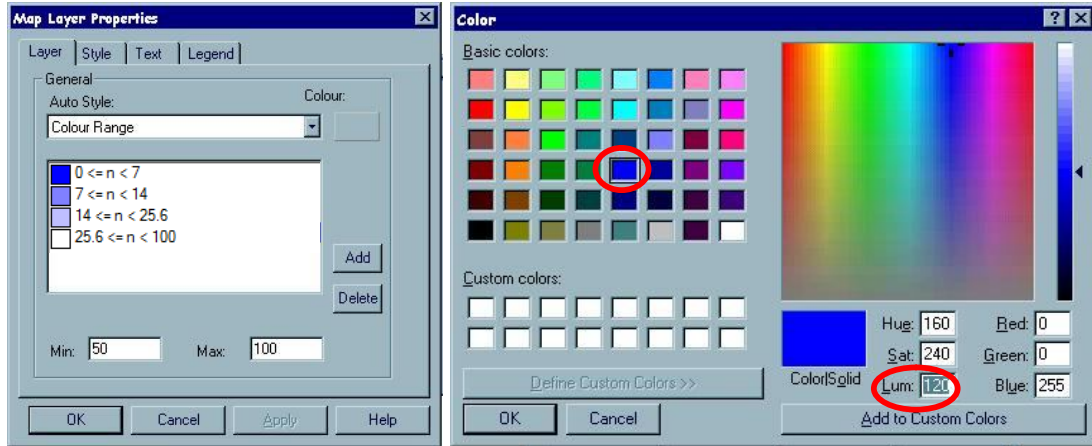 Map Layer Properties
Layer Style Text Legend
General
Auto Style:
Colour:
Colour Range
0 <= n < 7
7 <= n < 14
14 <= n < 25.6
25.6 <= n < 100
Add
Delete
Min: 50 Max: 100
OK Cancel Apply Help
Color
Basic colors:
Custom colors:
Define Custom Colors >>
OK Cancel
Color|Solid
Hue: 160 Red: 0
Sat: 240 Green: 0
Lum: 120 Blue: 255
Add to Custom Colors